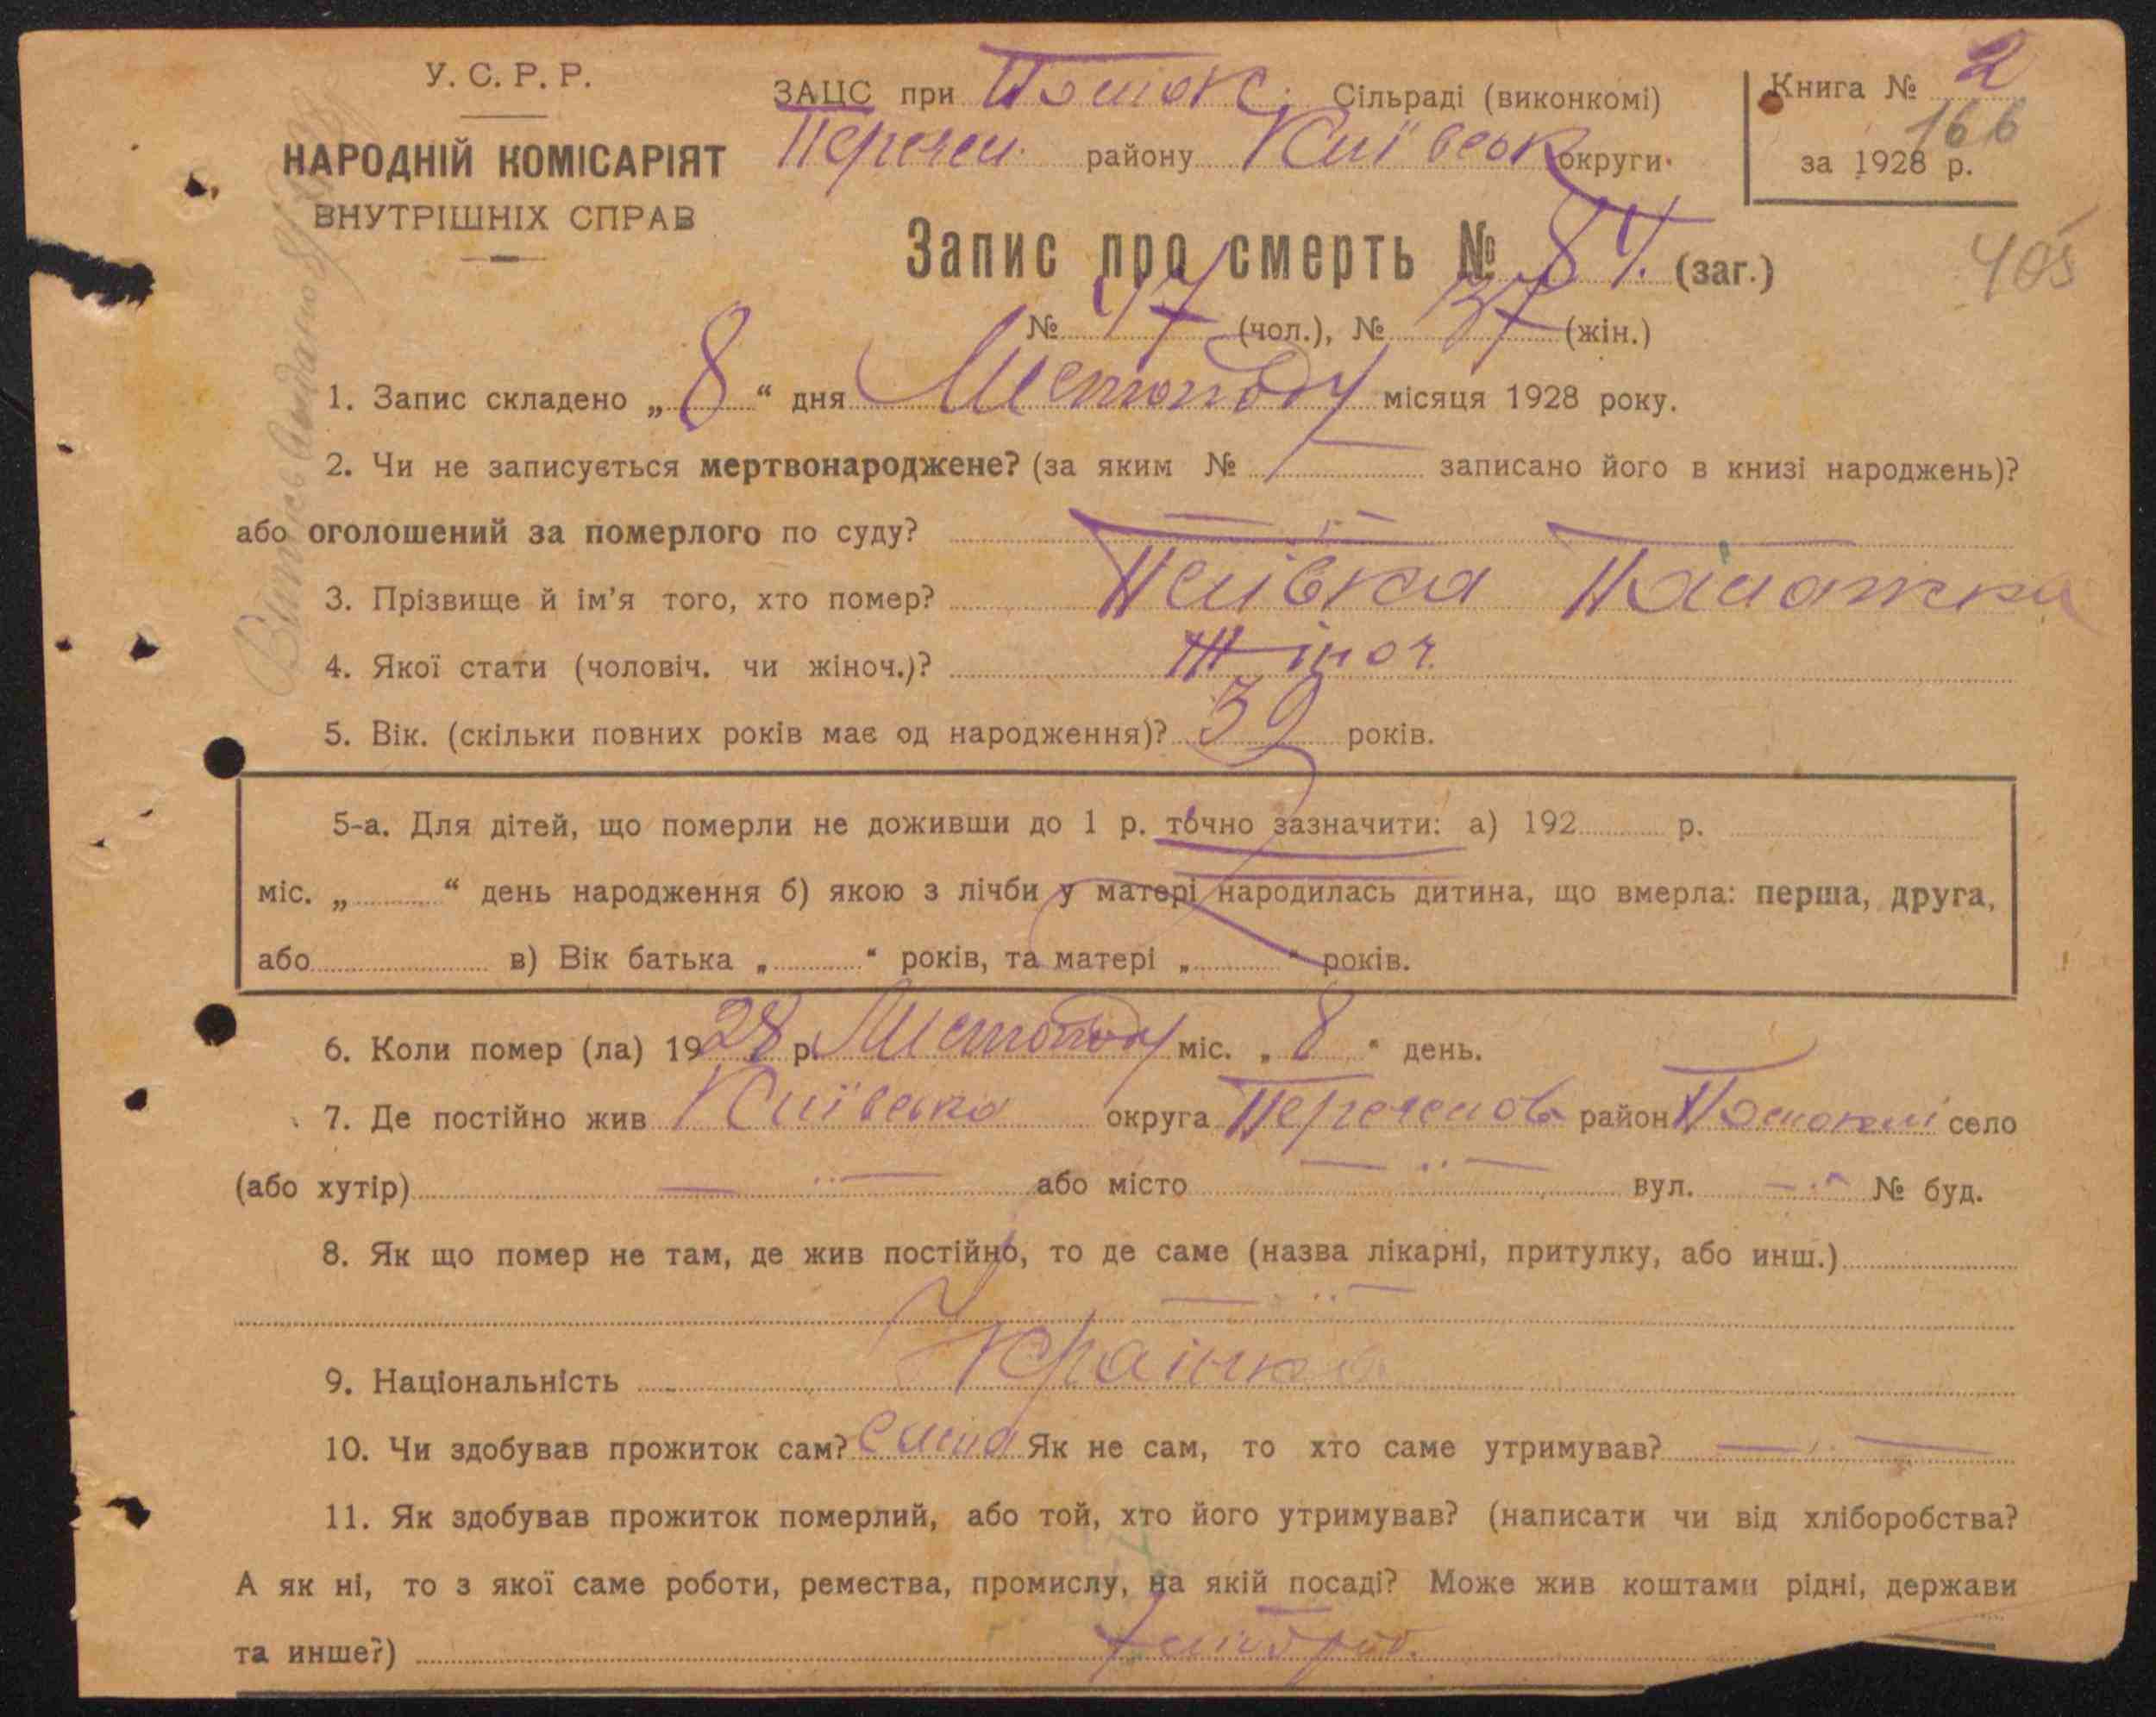 У. С. Р. Р.
НАРОДНІЙ КОМІСАРІЯТ
ВНУТРІШНІХ СПРАВ
ЗАЦС при Поток. Сільраді (виконкомі)
району Київськ округи.
Книга № 2
166
за 1928 р.
405
Запис про смерть № 84. (заг.)
№ 47 (чол.), № 37 (жін.)
1. Запис складено „ 8 “ дня Листопаду місяця 1928 року.
2. Чи не записується мертвонароджене? (за яким № — записано його в книзі народжень)?
або оголошений за померлого по суду?
3. Прізвище й ім’я того, хто помер? Палажка
4. Якої стати (чоловіч. чи жіноч.)? Жіноч.
5. Вік. (скільки повних років має од народження)? 39 років.
5-а. Для дітей, що померли не доживши до 1 р. точно зазначити: а) 192 р.
міс. „ “ день народження б) якою з лічби у матері народилась дитина, що вмерла: перша, друга,
або в) Вік батька „ “ років, та матері „ “ років.
6. Коли помер (ла) 1928 р. Листопаду міс. „ 8 “ день.
7. Де постійно жив Київська округа район село
(або хутір) — „ — або місто — „ — вул. — „ № буд.
8. Як що помер не там, де жив постійно, то де саме (назва лікарні, притулку, або инш.)
— „ —
9. Національність Українка
10. Чи здобував прожиток сам? Сама Як не сам, то хто саме утримував? — „ —
11. Як здобував прожиток померлий, або той, хто його утримував? (написати чи від хліборобства?
А як ні, то з якої саме роботи, ремества, промислу, на якій посаді? Може жив коштами рідні, держави
та инше?) Хлібороб.